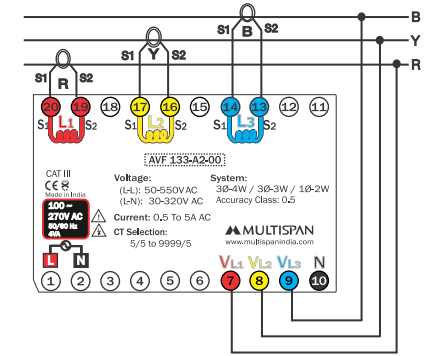 B
Y
R
S1 B S2
S1 Y S2
S1 R S2
20 19 18 17 16 15 14 13 12 11
S1 L1 S2 S1 L2 S2 S1 L3 S2
AVF 133-A2-00
CAT III
CE
Made in India
100 ~
270V AC
50/60 Hz
4VA
L N
Voltage:
(L-L): 50-550V AC
(L-N): 30-320V AC
Current: 0.5 To 5A AC
CT Selection:
5/5 to 9999/5
System:
3Ø-4W / 3Ø-3W / 1Ø-2W
Accuracy Class: 0.5
MULTISPAN
www.multispanindia.com
VL1 VL2 VL3 N
1 2 3 4 5 6 7 8 9 10